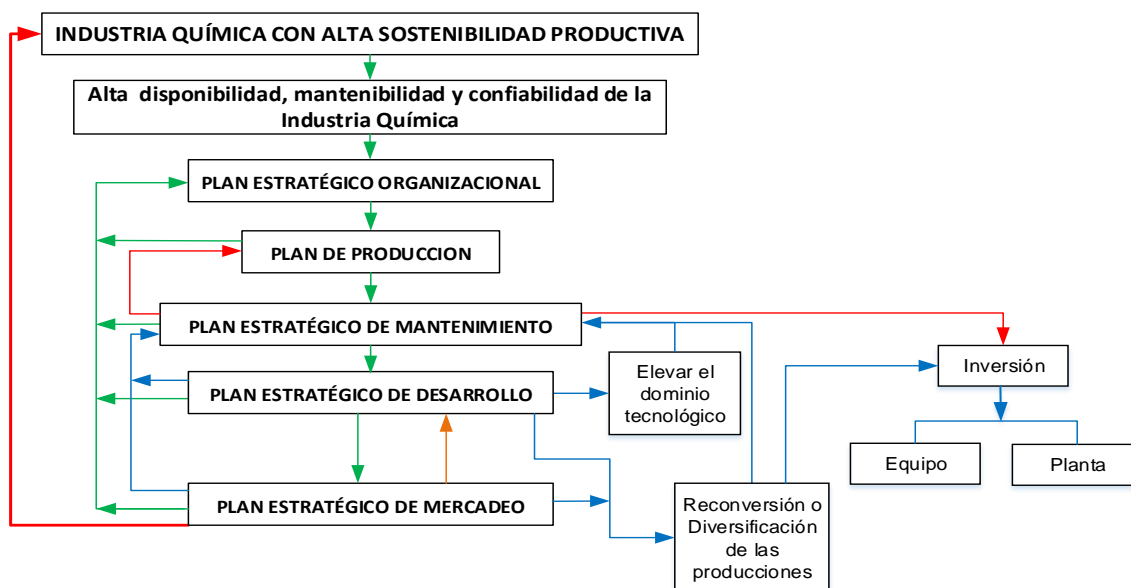 INDUSTRIA QUÍMICA CON ALTA SOSTENIBILIDAD PRODUCTIVA
Alta disponibilidad, mantenibilidad y confiabilidad de la
Industria Química
PLAN ESTRATÉGICO ORGANIZACIONAL
PLAN DE PRODUCCION
PLAN ESTRATÉGICO DE MANTENIMIENTO
PLAN ESTRATÉGICO DE DESARROLLO
Elevar el
dominio
tecnológico
Inversión
Equipo
Planta
PLAN ESTRATÉGICO DE MERCADEO
Reconversión o
Diversificación
de las
producciones